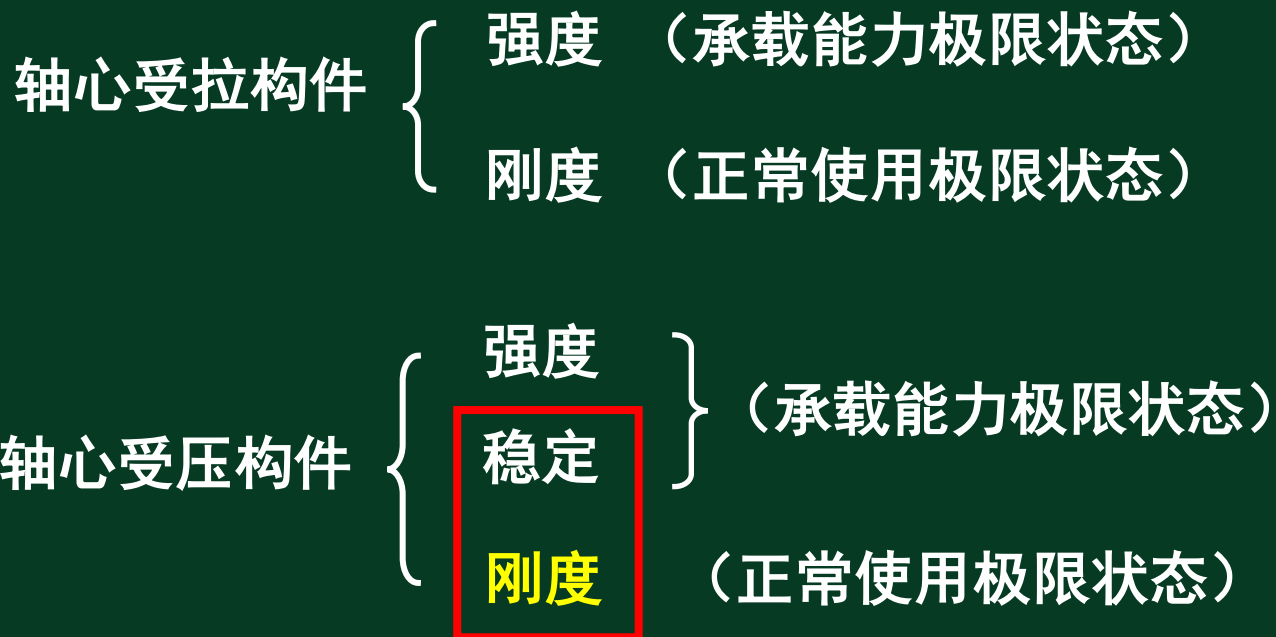 强度 （承载能力极限状态）
轴心受拉构件
刚度 （正常使用极限状态）
强度
（承载能力极限状态）
稳定
轴心受压构件
刚度 （正常使用极限状态）